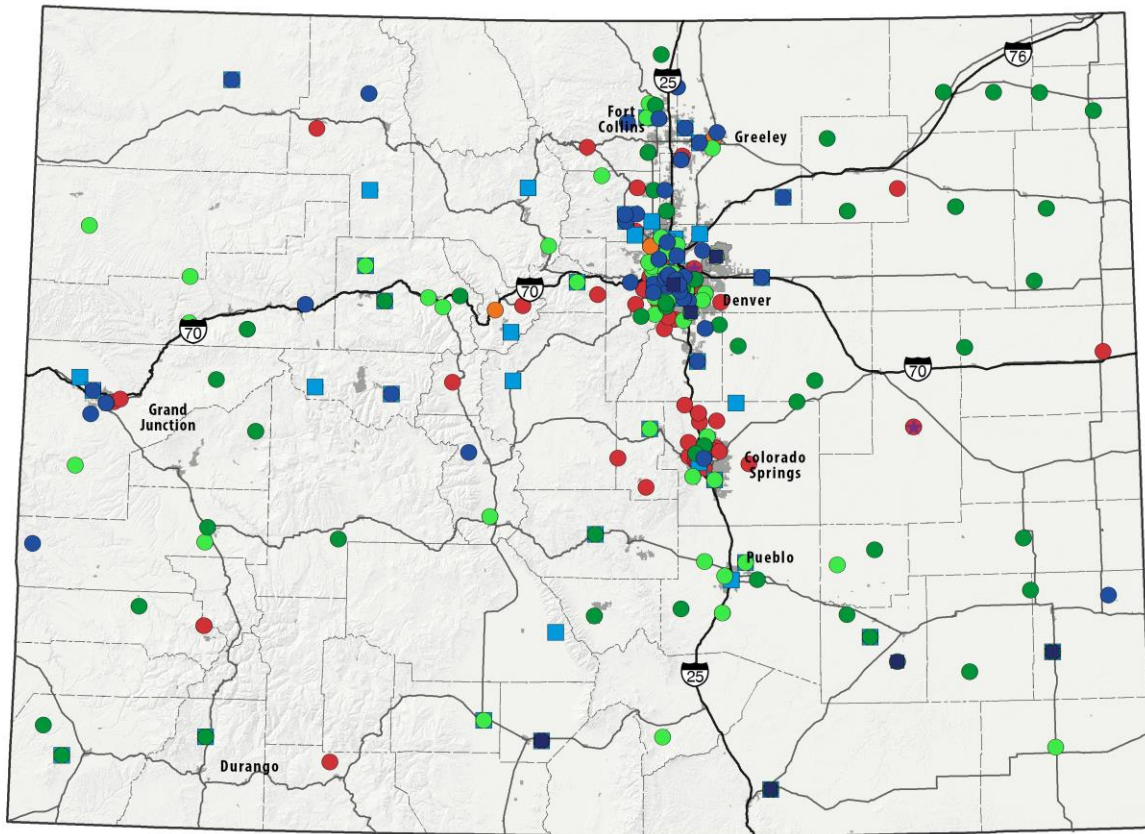 76
25
Fort
Collins
Greeley
70
Denver
70
70
Grand
Junction
Colorado
Springs
Pueblo
25
Durango